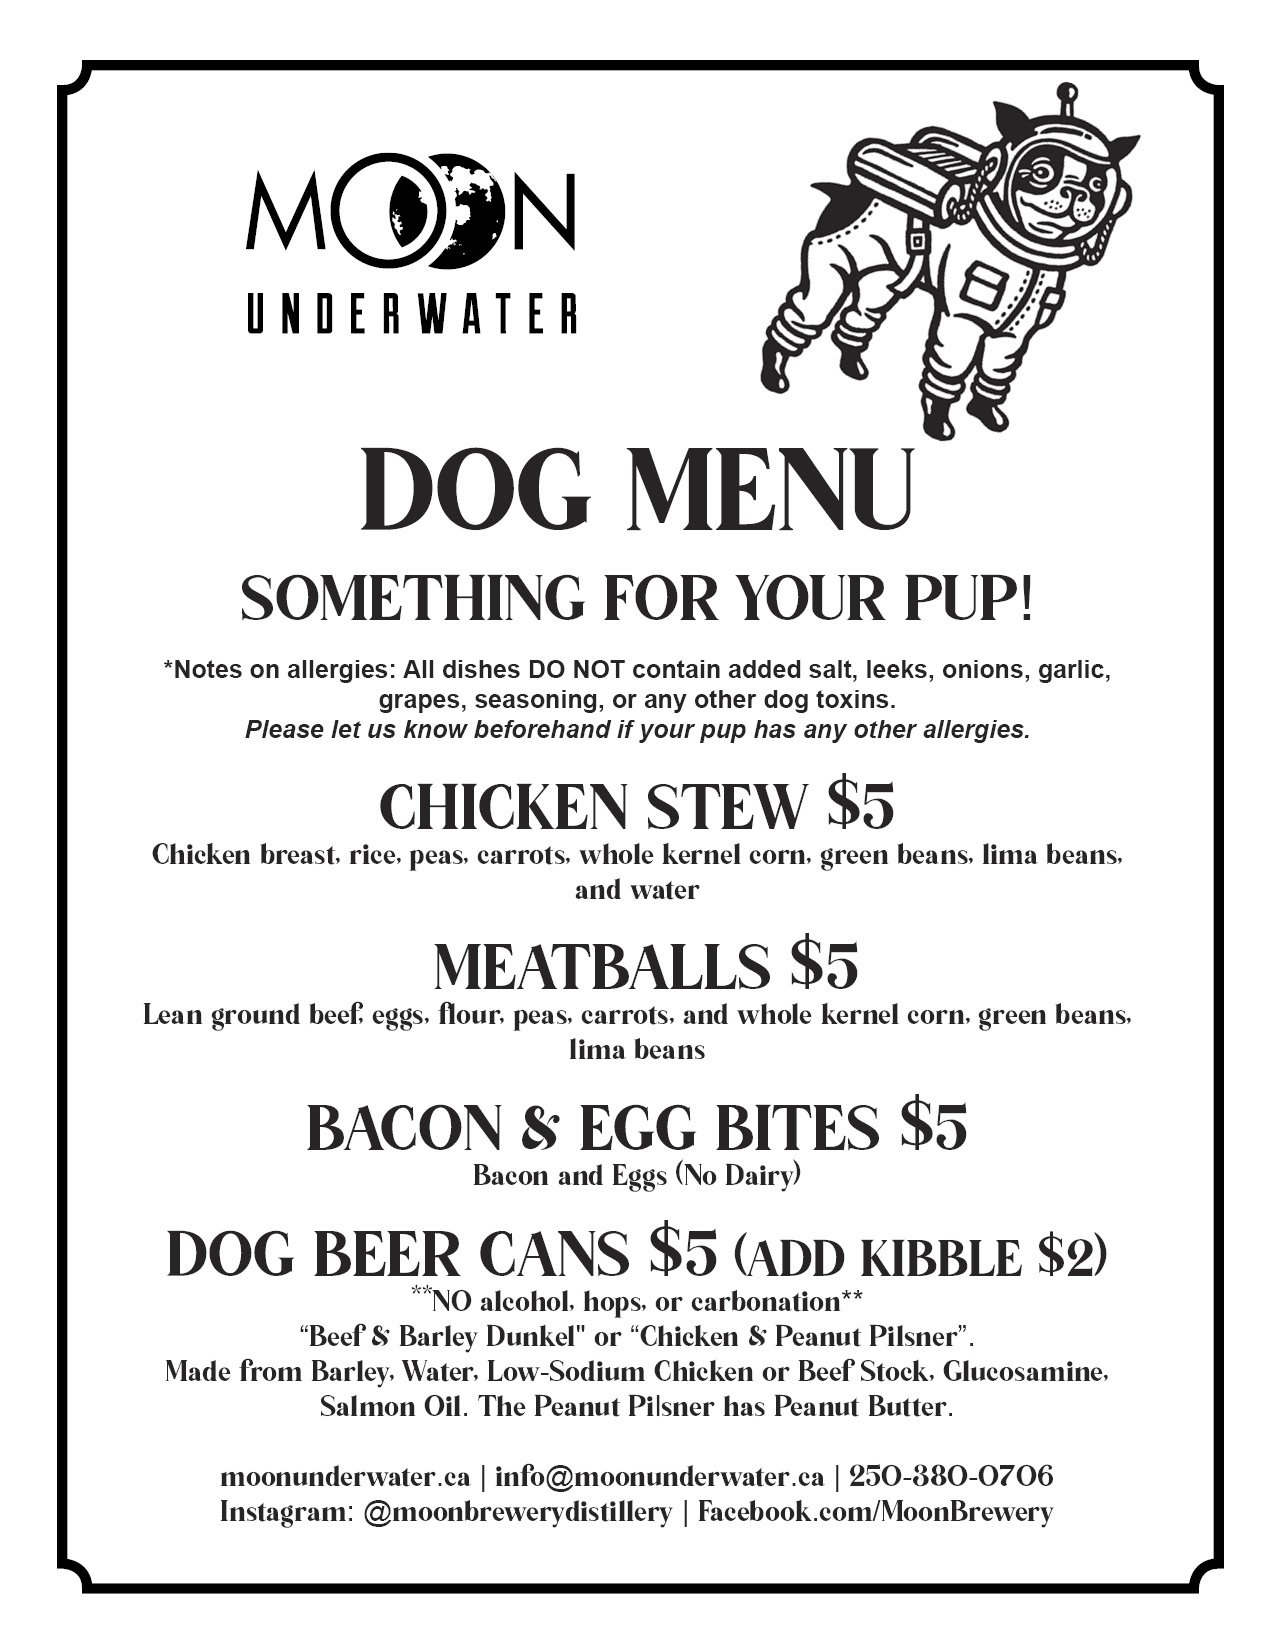 MOON
UNDERWATER
DOG MENU
SOMETHING FOR YOUR PUP!
*Notes on allergies: All dishes DO NOT contain added salt, leeks, onions, garlic,
grapes, seasoning, or any other dog toxins.
Please let us know beforehand if your pup has any other allergies.
CHICKEN STEW $5
Chicken breast, rice, peas, carrots, whole kernel corn, green beans, lima beans,
and water
MEATBALLS $5
Lean ground beef, eggs, flour, peas, carrots, and whole kernel corn, green beans,
lima beans
BACON & EGG BITES $5
Bacon and Eggs (No Dairy)
DOG BEER CANS $5 (ADD KIBBLE $2)
**NO alcohol, hops, or carbonation**
“Beef & Barley Dunkel" or “Chicken & Peanut Pilsner”.
Made from Barley, Water, Low-Sodium Chicken or Beef Stock, Glucosamine,
Salmon Oil. The Peanut Pilsner has Peanut Butter.
moonunderwater.ca | info@moonunderwater.ca | 250-380-0706
Instagram: @moonbrewerydistillery | Facebook.com/MoonBrewery